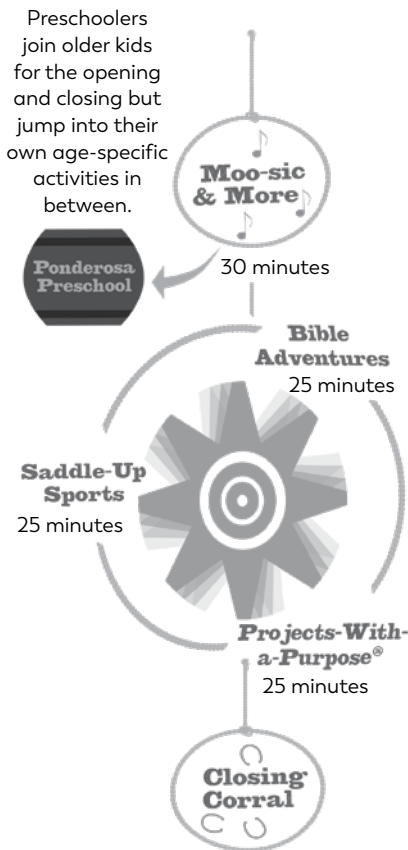 Preschoolers
join older kids
for the opening
and closing but
jump into their
own age-specific
activities in
between.
Moo-sic
& More
30 minutes
Ponderosa
Preschool
Bible
Adventures
25 minutes
Saddle-Up
Sports
25 minutes
Projects-With-
a-Purpose®
25 minutes
Closing
Corral